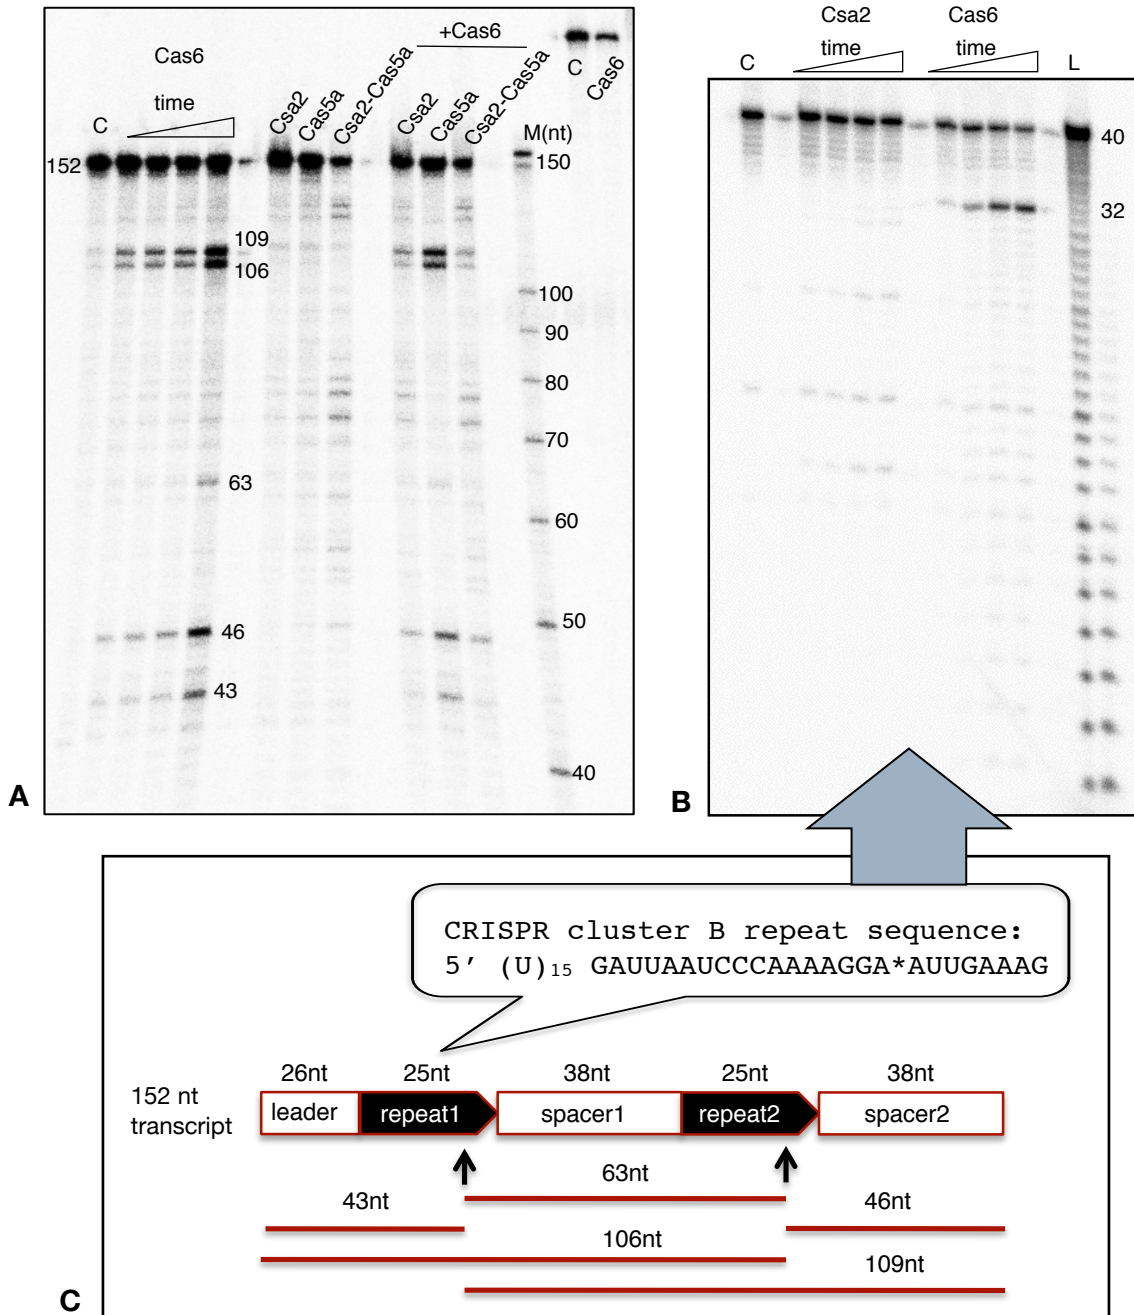 +Cas6
Cas6
time
C
Csa2
Cas5a
Csa2-Cas5a
Csa2
Cas5a
Csa2-Cas5a
C
Cas6
M(nt)
152
150
109
106
100
90
80
70
63
60
50
46
43
40
A
Csa2
Cas6
time
time
C
L
40
32
B
CRISPR cluster B repeat sequence:
5′ (U)15 GAUUAAUCCCAAAAGGA*AUUGAAAG
26nt 25nt 38nt 25nt 38nt
152 nt
transcript
leader repeat1 spacer1 repeat2 spacer2
63nt
43nt 46nt
106nt
109nt
C